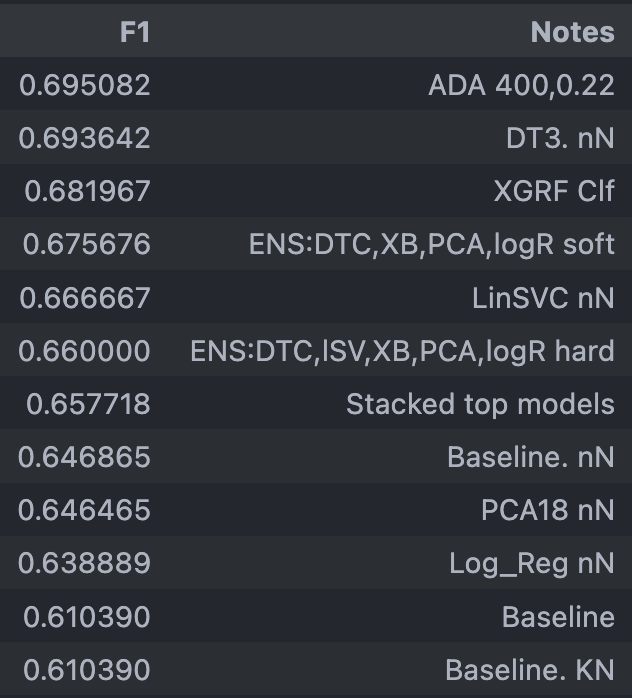 F1 Notes
0.695082 ADA 400,0.22
0.693642 DT3. nN
0.681967 XGRF Clf
0.675676 ENS:DTC,XB,PCA,logR soft
0.666667 LinSVC nN
0.660000 ENS:DTC,lSV,XB,PCA,logR hard
0.657718 Stacked top models
0.646865 Baseline. nN
0.646465 PCA18 nN
0.638889 Log_Reg nN
0.610390 Baseline
0.610390 Baseline. KN